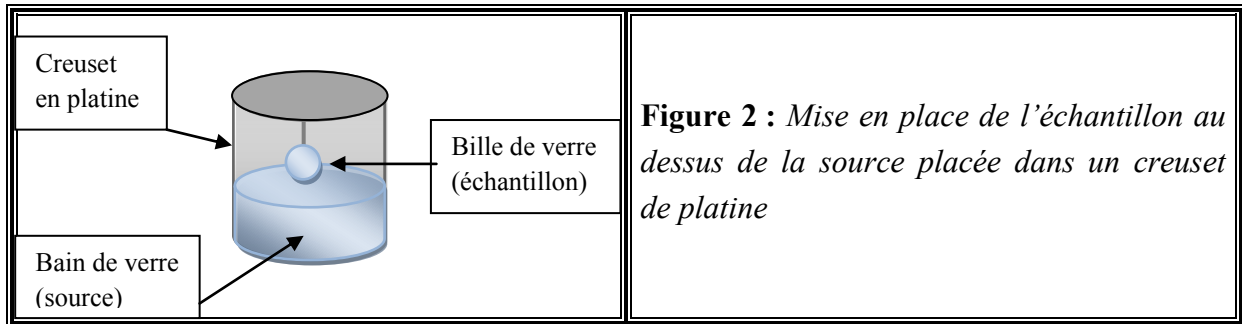 Creuset
en platine
Bille de verre
(échantillon)
Bain de verre
(source)
Figure 2 : Mise en place de l’échantillon au
dessus de la source placée dans un creuset
de platine